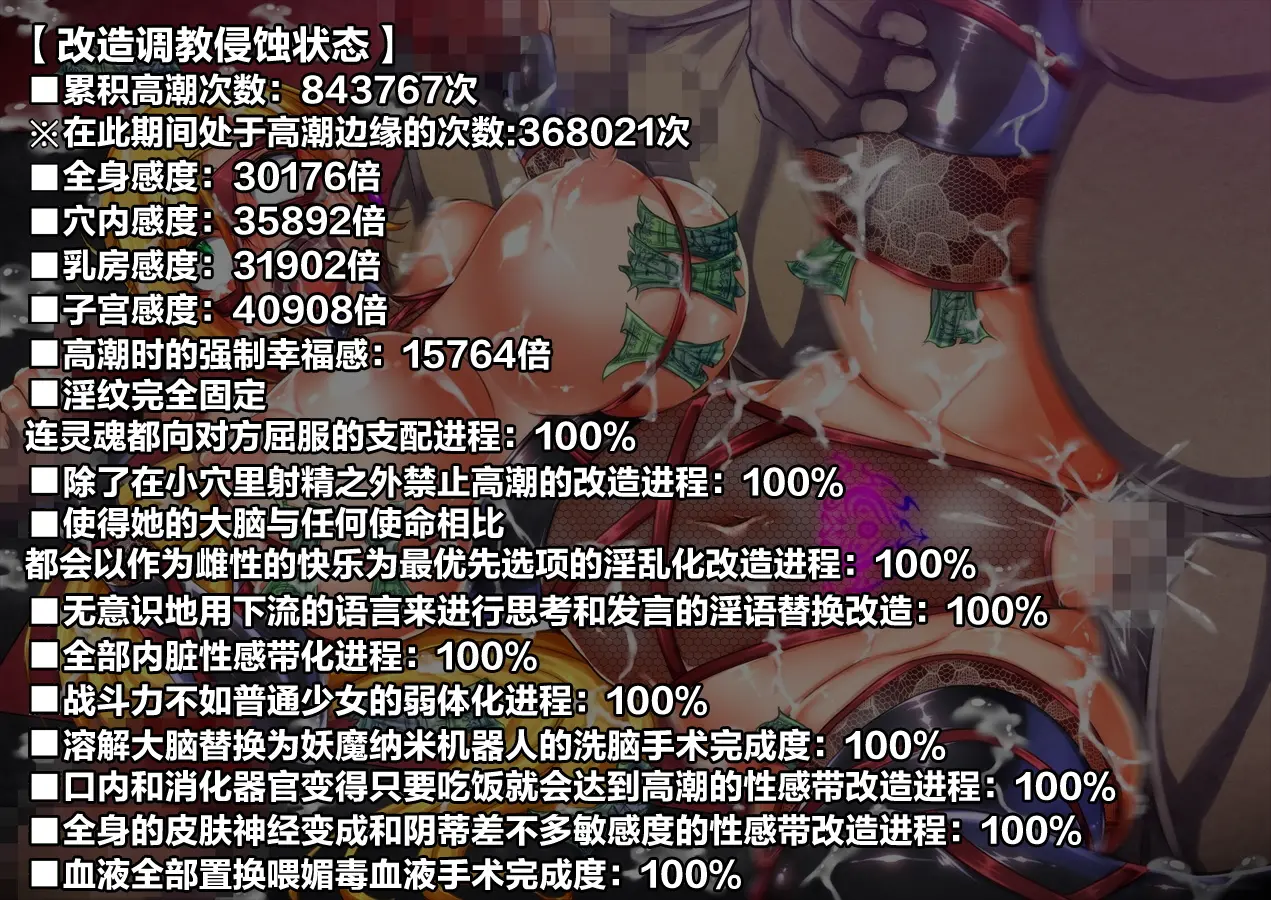 【改造调教侵蚀状态】
■累积高潮次数：843767次
※在此期间处于高潮边缘的次数:368021次
■全身感度：30176倍
■穴内感度：35892倍
■乳房感度：31902倍
■子宫感度：40908倍
■高潮时的强制幸福感：15764倍
■淫纹完全固定
连灵魂都向对方屈服的支配进程：100%
■除了在小穴里射精之外禁止高潮的改造进程：100%
■使得她的大脑与任何使命相比
都会以作为雌性的快乐为最优先选项的淫乱化改造进程：100%
■无意识地用下流的语言来进行思考和发言的淫语替换改造：100%
■全部内脏性感带化进程：100%
■战斗力不如普通少女的弱体化进程：100%
■溶解大脑替换为妖魔纳米机器人的洗脑手术完成度：100%
■口内和消化器官变得只要吃饭就会达到高潮的性感带改造进程：100%
■全身的皮肤神经变成和阴蒂差不多敏感度的性感带改造进程：100%
■血液全部置换喂媚毒血液手术完成度：100%